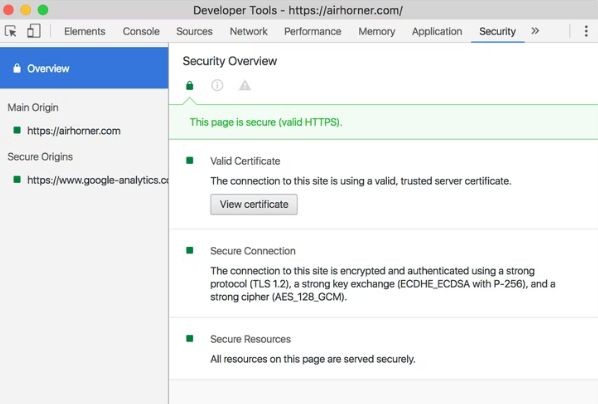 Developer Tools - https://airhorner.com/
Elements Console Sources Network Performance Memory Application Security »
Overview
Main Origin
https://airhorner.com
Secure Origins
https://www.google-analytics.co
Security Overview
This page is secure (valid HTTPS).
Valid Certificate
The connection to this site is using a valid, trusted server certificate.
View certificate
Secure Connection
The connection to this site is encrypted and authenticated using a strong
protocol (TLS 1.2), a strong key exchange (ECDHE_ECDSA with P-256), and a
strong cipher (AES_128_GCM).
Secure Resources
All resources on this page are served securely.